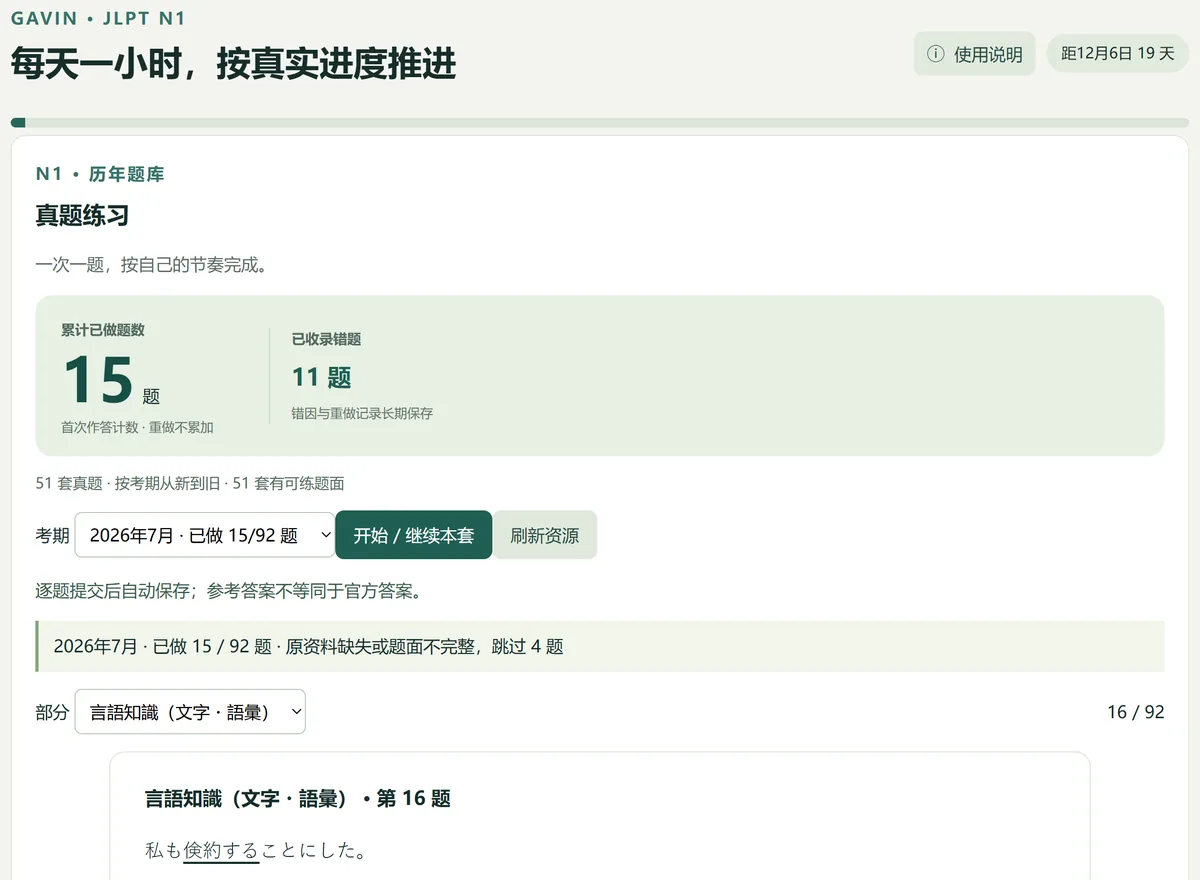 GAVIN • JLPT N1
每天一小时，按真实进度推进
ⓘ 使用说明
距12月6日 19 天
N1 • 历年题库
真题练习
一次一题，按自己的节奏完成。
累计已做题数
15 题
首次作答计数 · 重做不累加
已收录错题
11 题
错因与重做记录长期保存
51 套真题 · 按考期从新到旧 · 51 套有可练题面
考期 2026年7月 · 已做 15/92 题 开始 / 继续本套 刷新资源
逐题提交后自动保存；参考答案不等同于官方答案。
2026年7月 · 已做 15 / 92 题 · 原资料缺失或题面不完整，跳过 4 题
部分 言語知識（文字・語彙） 16 / 92
言語知識（文字・語彙） • 第 16 题
私も倹約することにした。